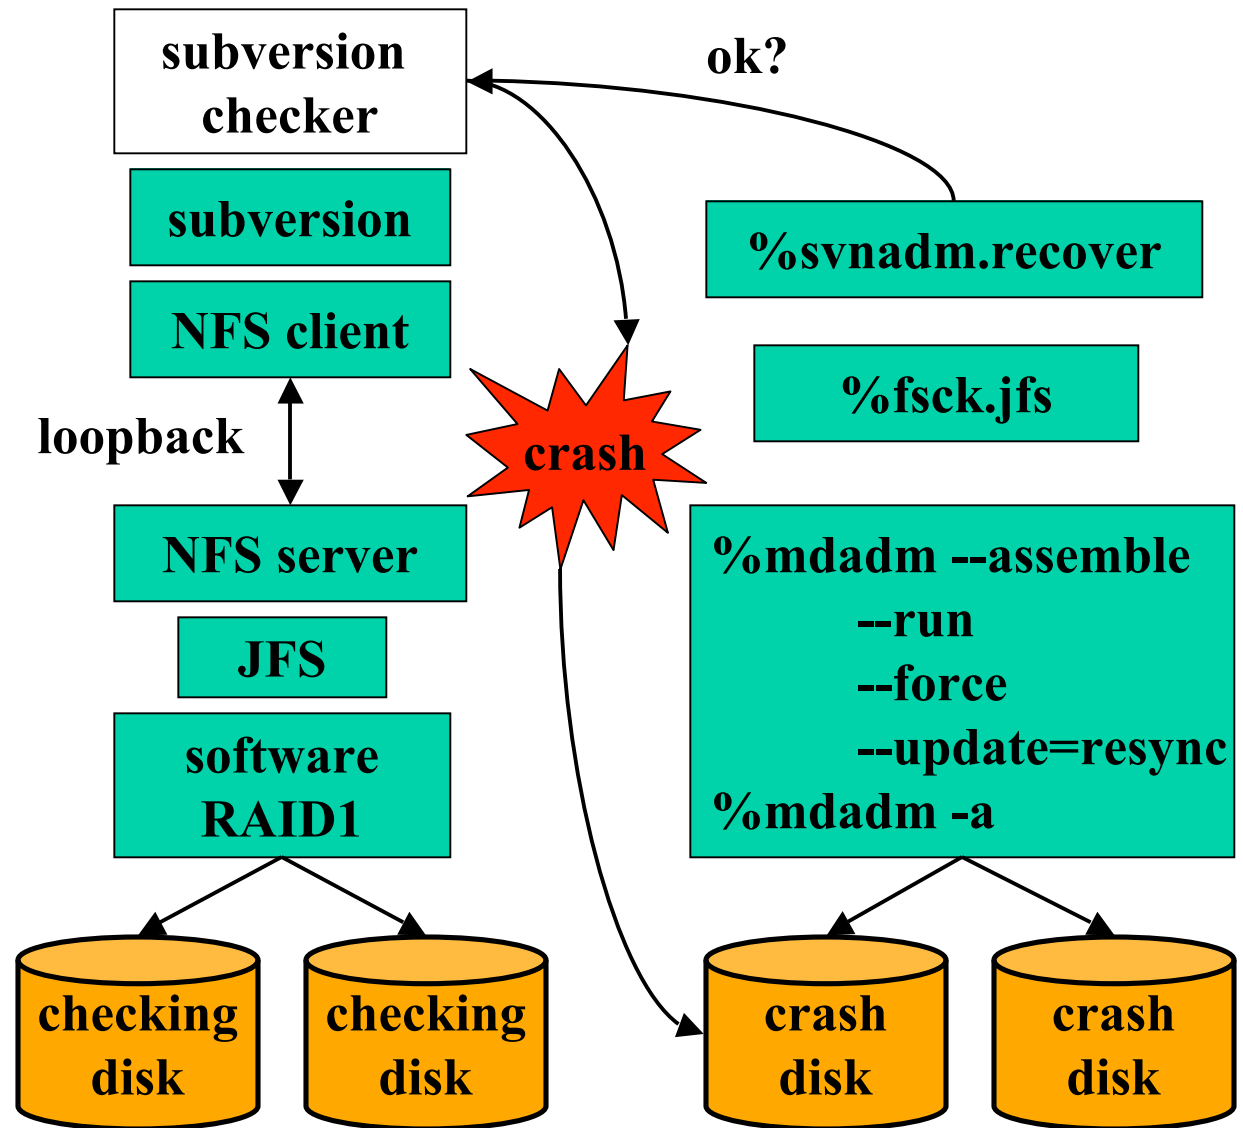 subversion
checker
ok?
subversion
%svnadm.recover
NFS client
%fsck.jfs
loopback
crash
NFS server
%mdadm --assemble
--run
--force
--update=resync
%mdadm -a
JFS
software
RAID1
checking
disk
checking
disk
crash
disk
crash
disk